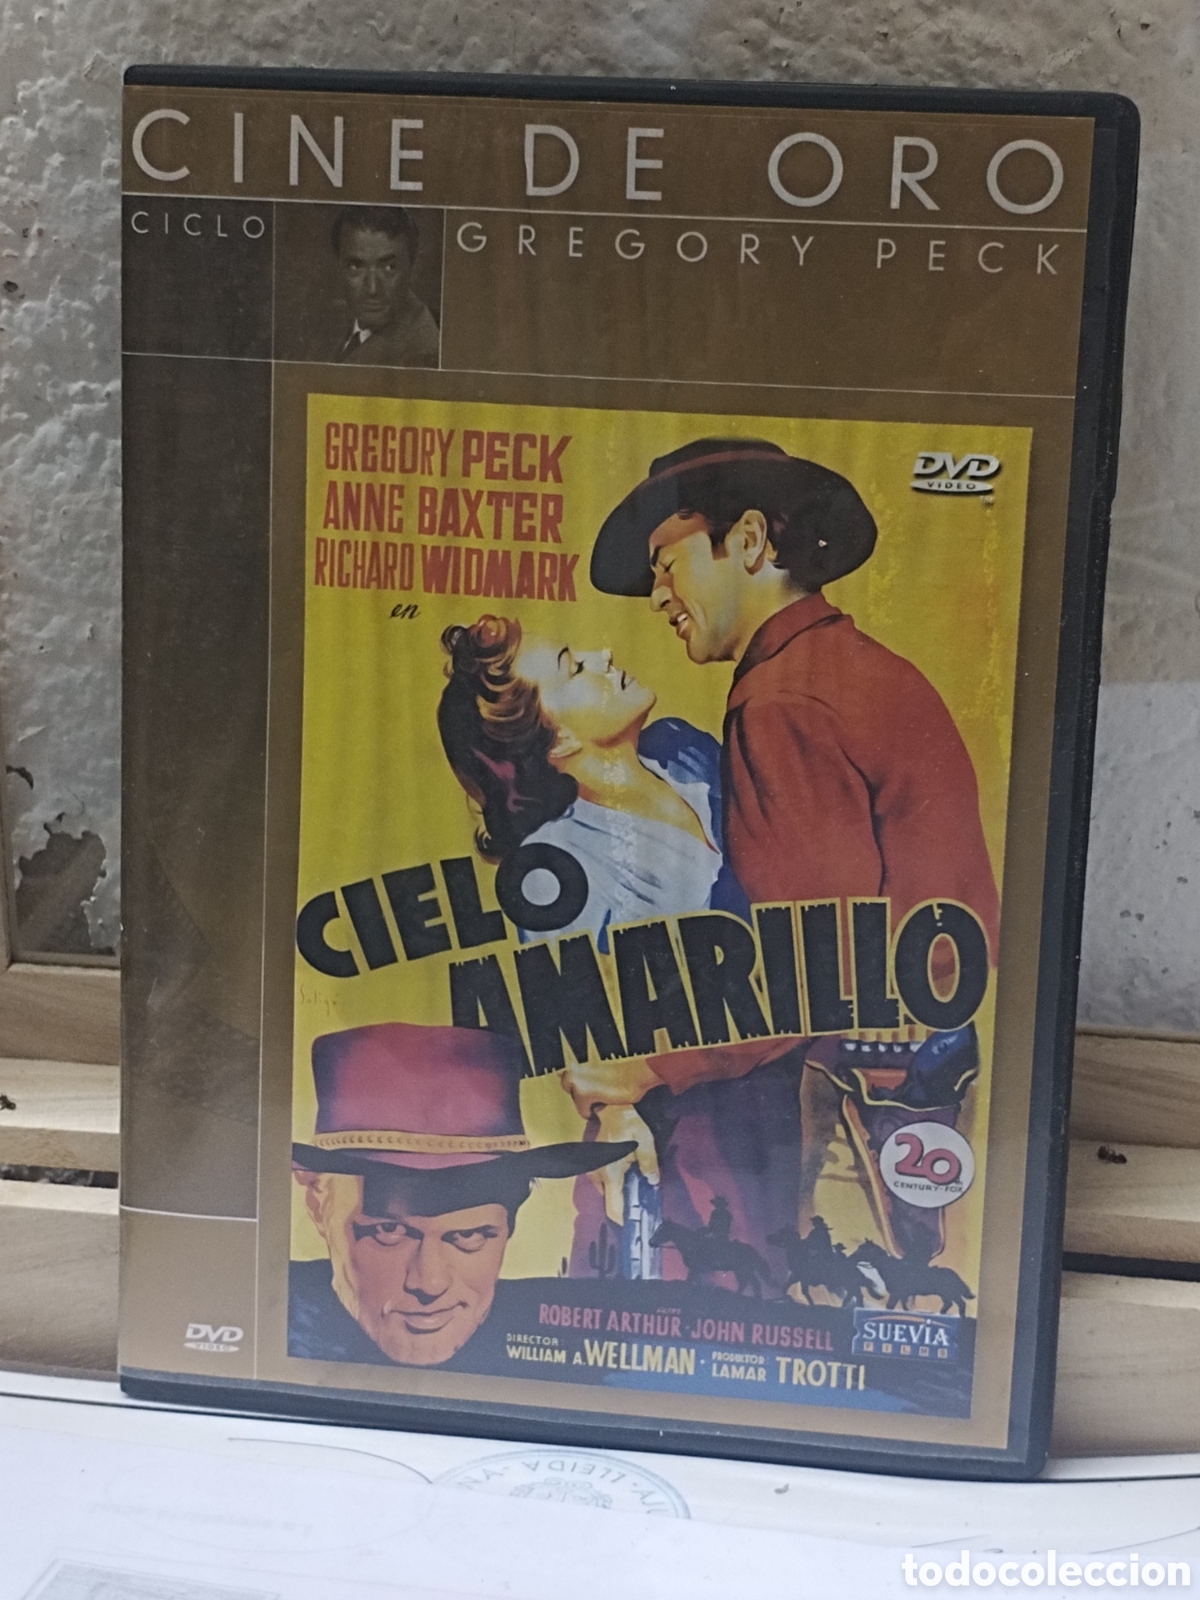 CINE DE ORO
CICLO
GREGORY PECK
GREGORY PECK
ANNE BAXTER
RICHARD WIDMARK
en
DVD
VIDEO
CIELO
AMARILLO
20
CENTURY-FOX
ROBERT ARTHUR · JOHN RUSSELL
DIRECTOR
WILLIAM A. WELLMAN ·
PRODUCTOR
LAMAR TROTTI
SUEVIA
FILMS
DVD
VIDEO
LLEIDA
todocoleccion